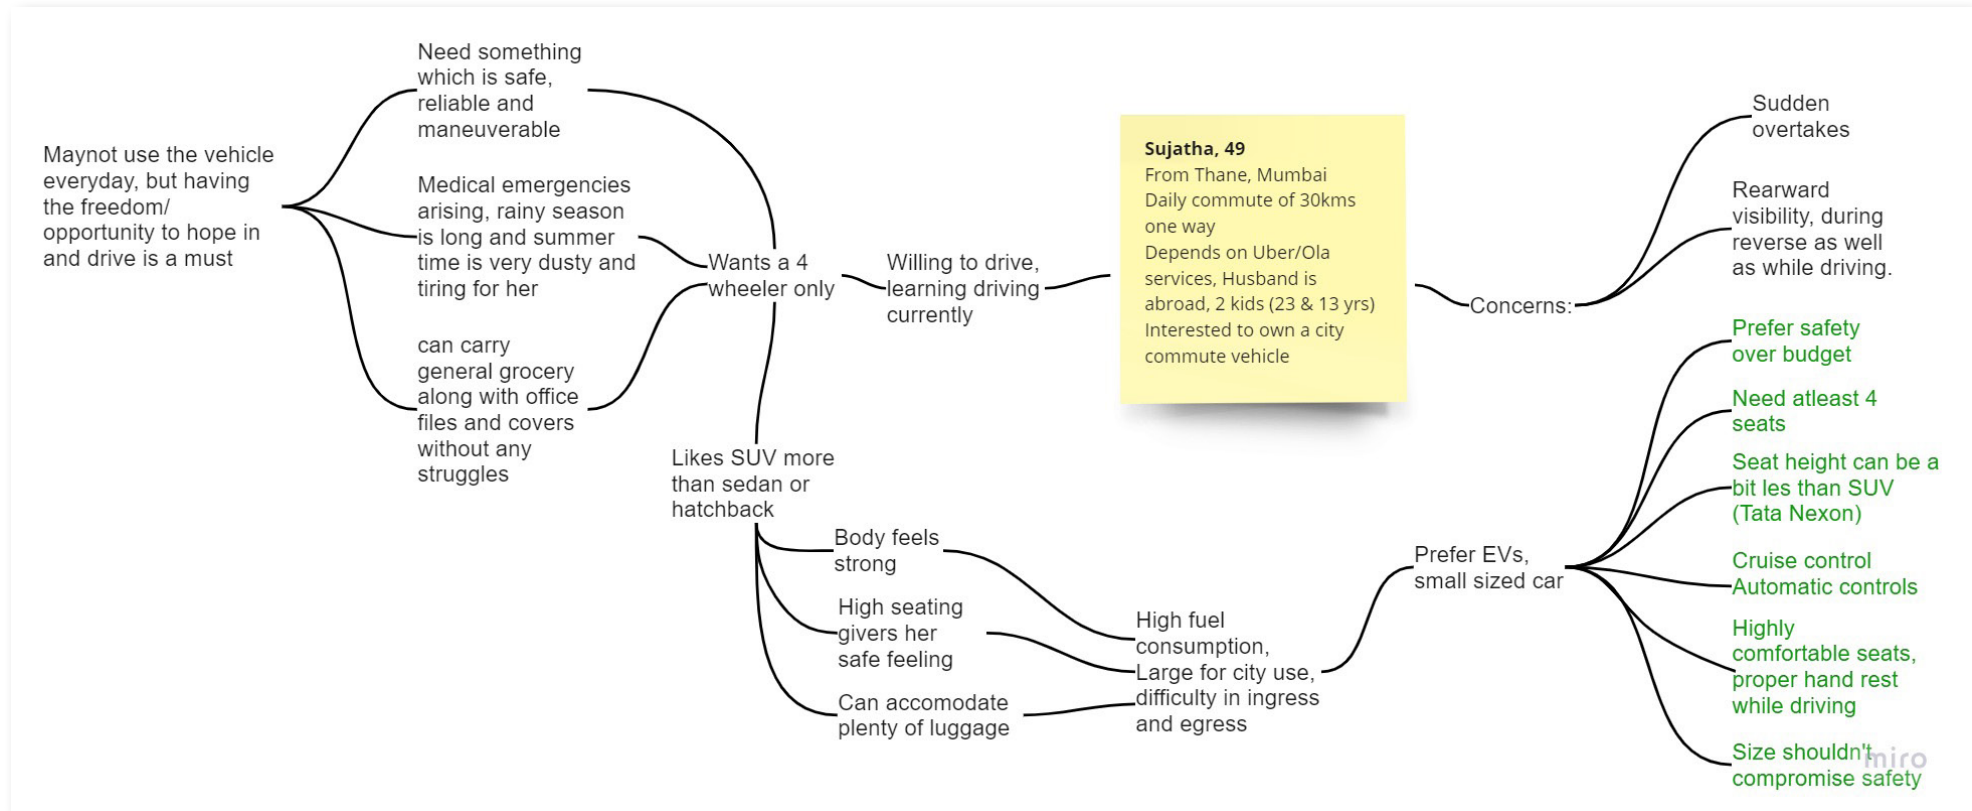 Maynot use the vehicle
everyday, but having
the freedom/
opportunity to hope in
and drive is a must
Need something
which is safe,
reliable and
maneuverable
Medical emergencies
arising, rainy season
is long and summer
time is very dusty and
tiring for her
can carry
general grocery
along with office
files and covers
without any
struggles
Wants a 4
wheeler only
Willing to drive,
learning driving
currently
Sujatha, 49
From Thane, Mumbai
Daily commute of 30kms
one way
Depends on Uber/Ola
services, Husband is
abroad, 2 kids (23 & 13 yrs)
Interested to own a city
commute vehicle
Concerns:
Sudden
overtakes
Rearward
visibility, during
reverse as well
as while driving.
Likes SUV more
than sedan or
hatchback
Body feels
strong
High seating
givers her
safe feeling
Can accomodate
plenty of luggage
High fuel
consumption,
Large for city use,
difficulty in ingress
and egress
Prefer EVs,
small sized car
Prefer safety
over budget
Need atleast 4
seats
Seat height can be a
bit les than SUV
(Tata Nexon)
Cruise control
Automatic controls
Highly
comfortable seats,
proper hand rest
while driving
Size shouldn't
compromise safety
miro